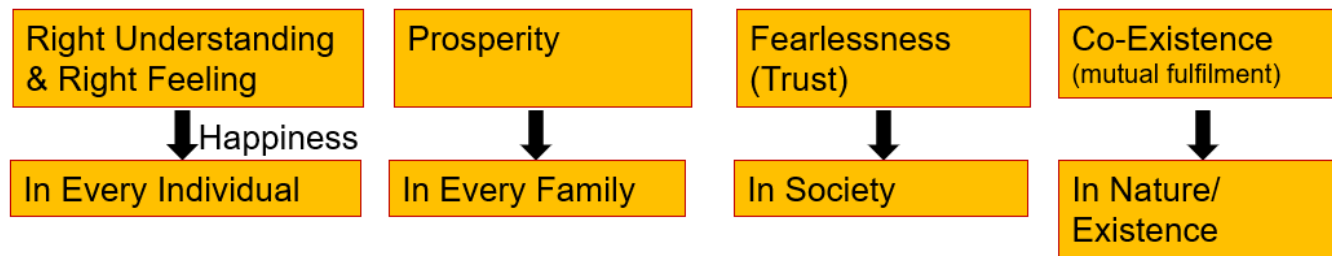 Right Understanding
& Right Feeling
Happiness
In Every Individual
Prosperity
In Every Family
Fearlessness
(Trust)
In Society
Co-Existence
(mutual fulfilment)
In Nature/
Existence